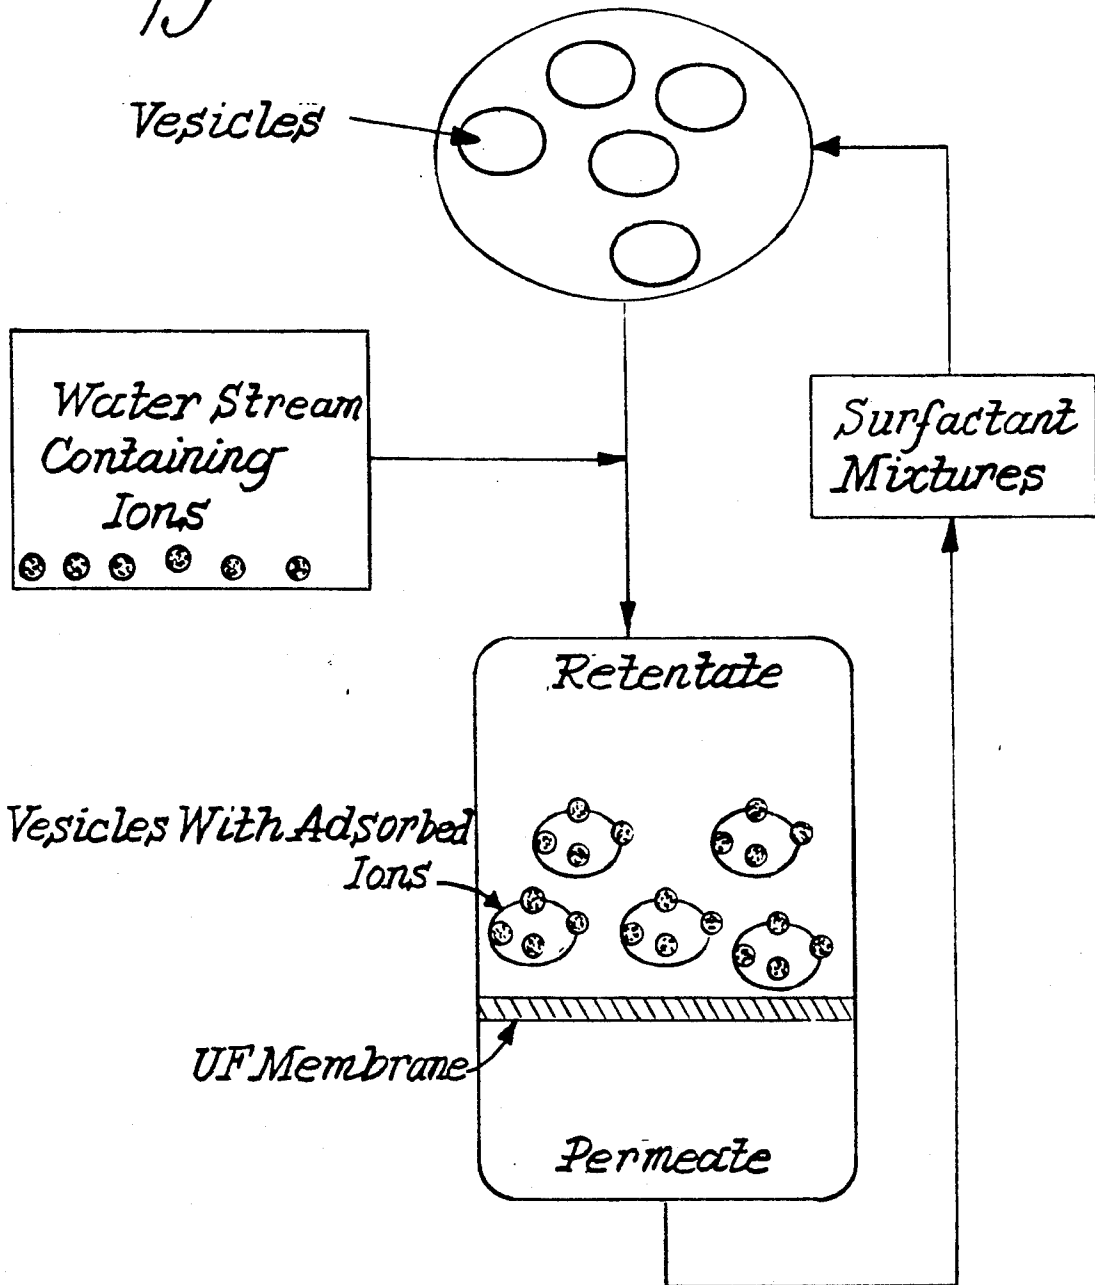 Vesicles
Water Stream
Containing
Ions
Surfactant
Mixtures
Retentate
Vesicles With Adsorbed
Ions
UF Membrane
Permeate